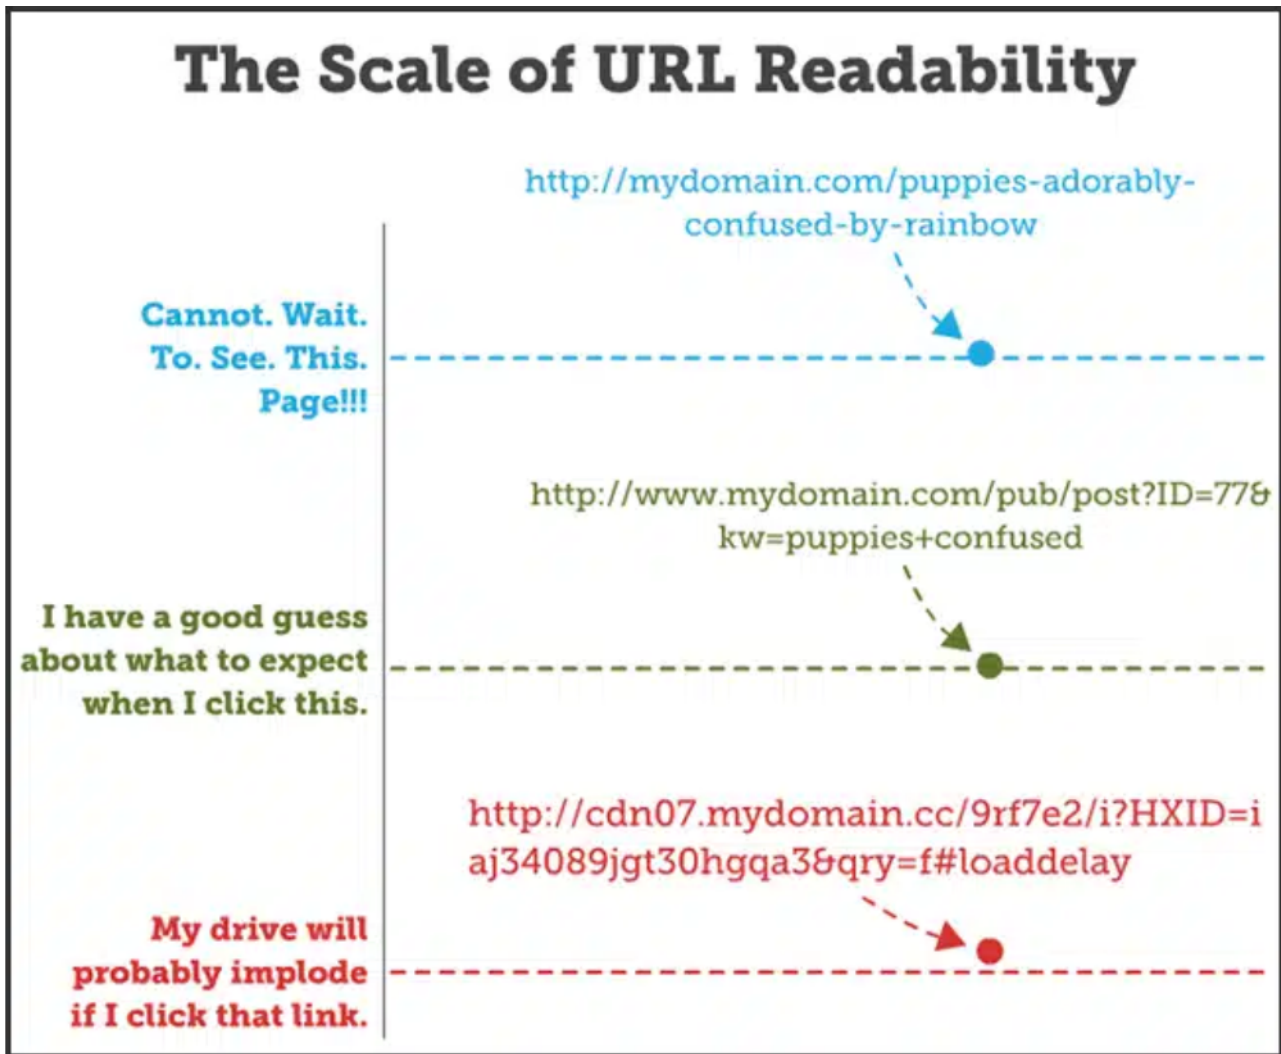 The Scale of URL Readability
http://mydomain.com/puppies-adorably-
confused-by-rainbow
Cannot. Wait.
To. See. This.
Page!!!
http://www.mydomain.com/pub/post?ID=77&
kw=puppies+confused
I have a good guess
about what to expect
when I click this.
http://cdn07.mydomain.cc/9rf7e2/i?HXID=i
aj34089jgt30hgqa3&qry=f#loaddelay
My drive will
probably implode
if I click that link.